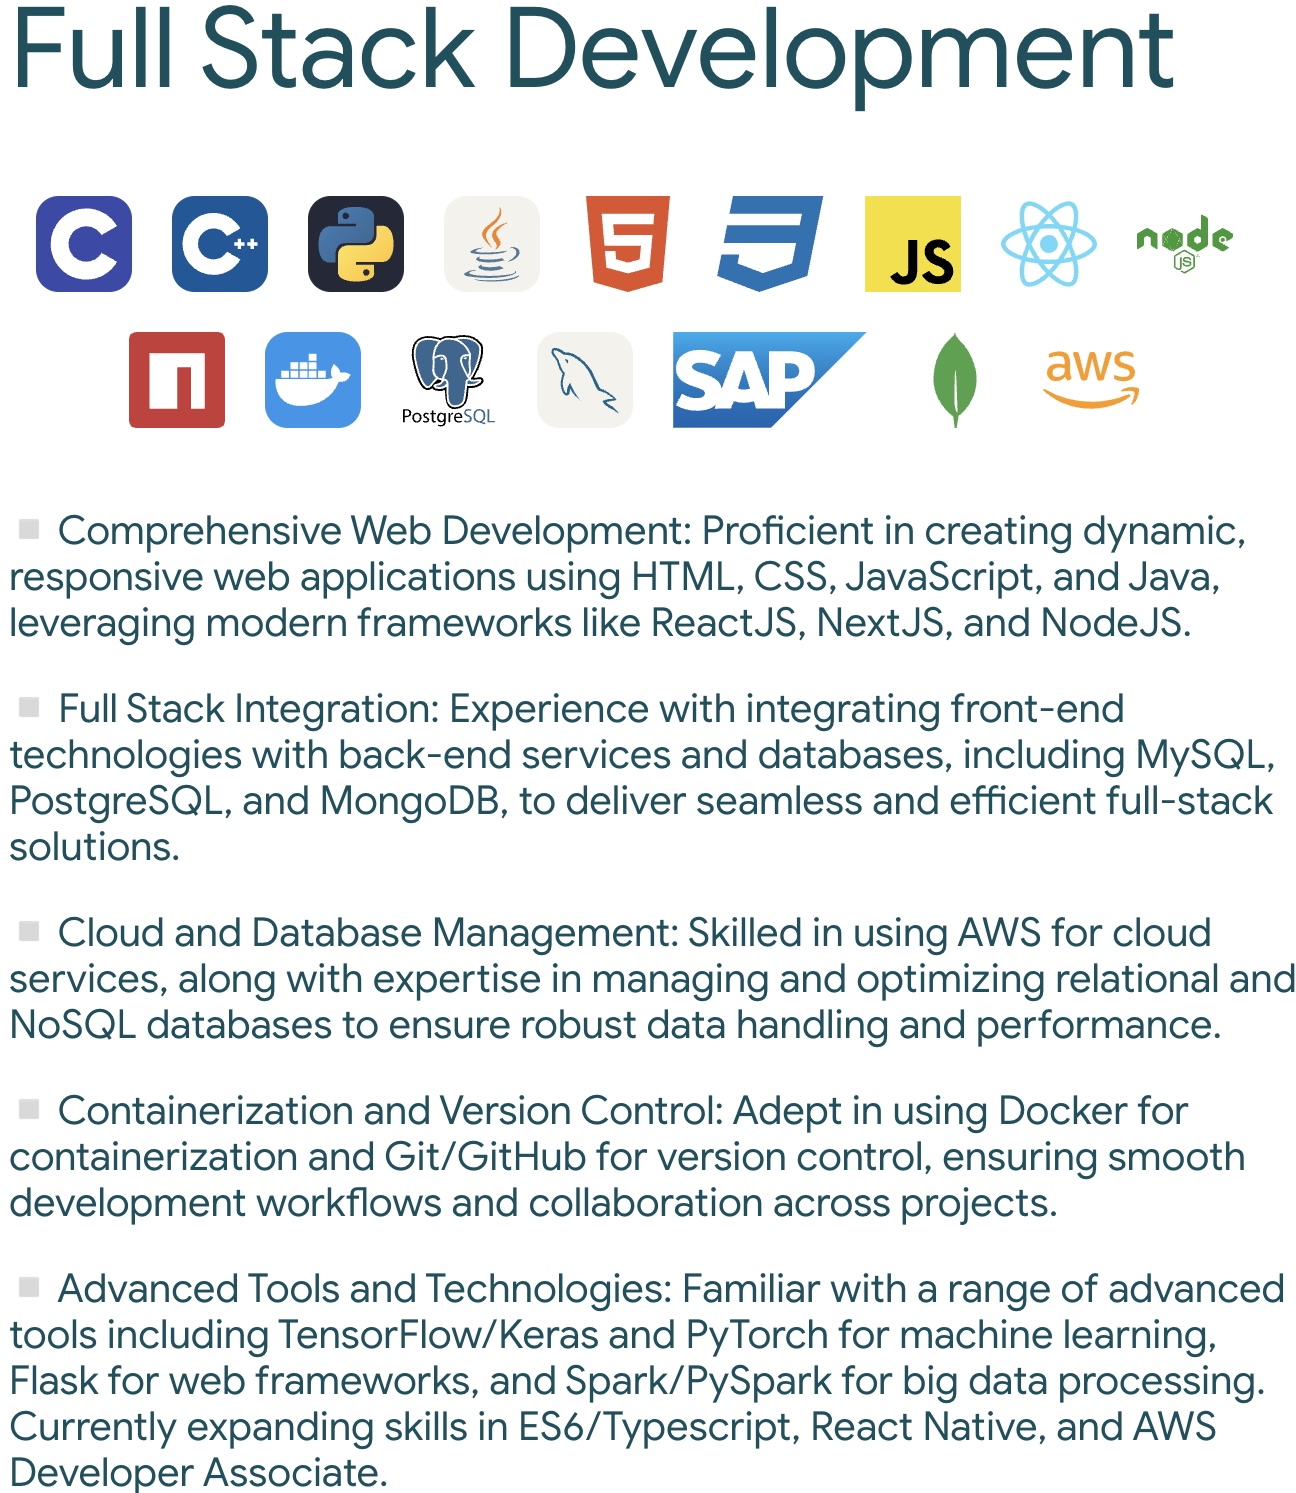 Full Stack Development
C
C++
5
3
JS
node
JS
n
PostgreSQL
SAP
aws
Comprehensive Web Development: Proficient in creating dynamic,
responsive web applications using HTML, CSS, JavaScript, and Java,
leveraging modern frameworks like ReactJS, NextJS, and NodeJS.
Full Stack Integration: Experience with integrating front-end
technologies with back-end services and databases, including MySQL,
PostgreSQL, and MongoDB, to deliver seamless and efficient full-stack
solutions.
Cloud and Database Management: Skilled in using AWS for cloud
services, along with expertise in managing and optimizing relational and
NoSQL databases to ensure robust data handling and performance.
Containerization and Version Control: Adept in using Docker for
containerization and Git/GitHub for version control, ensuring smooth
development workflows and collaboration across projects.
Advanced Tools and Technologies: Familiar with a range of advanced
tools including TensorFlow/Keras and PyTorch for machine learning,
Flask for web frameworks, and Spark/PySpark for big data processing.
Currently expanding skills in ES6/Typescript, React Native, and AWS
Developer Associate.